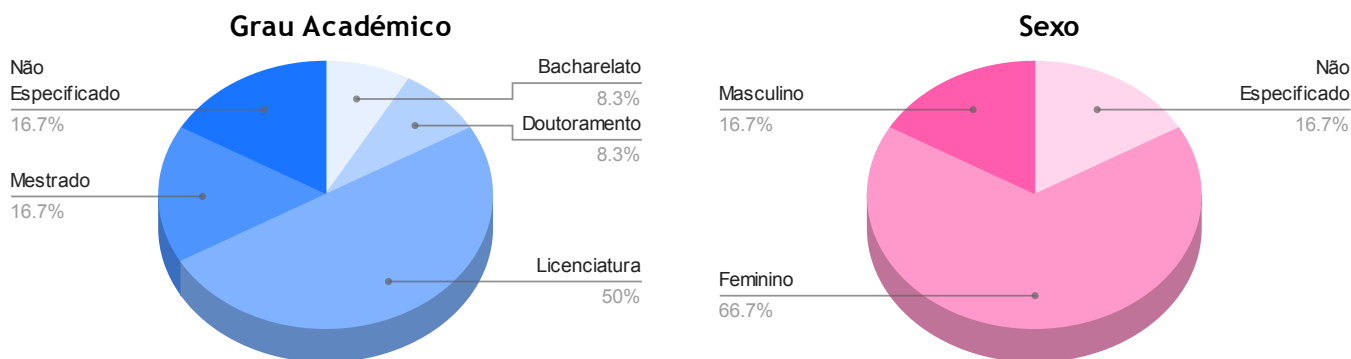 Grau Académico
Não
Especificado
16.7%
Mestrado
16.7%
Bacharelato
8.3%
Doutoramento
8.3%
Licenciatura
50%
Sexo
Masculino
16.7%
Feminino
66.7%
Não
Especificado
16.7%